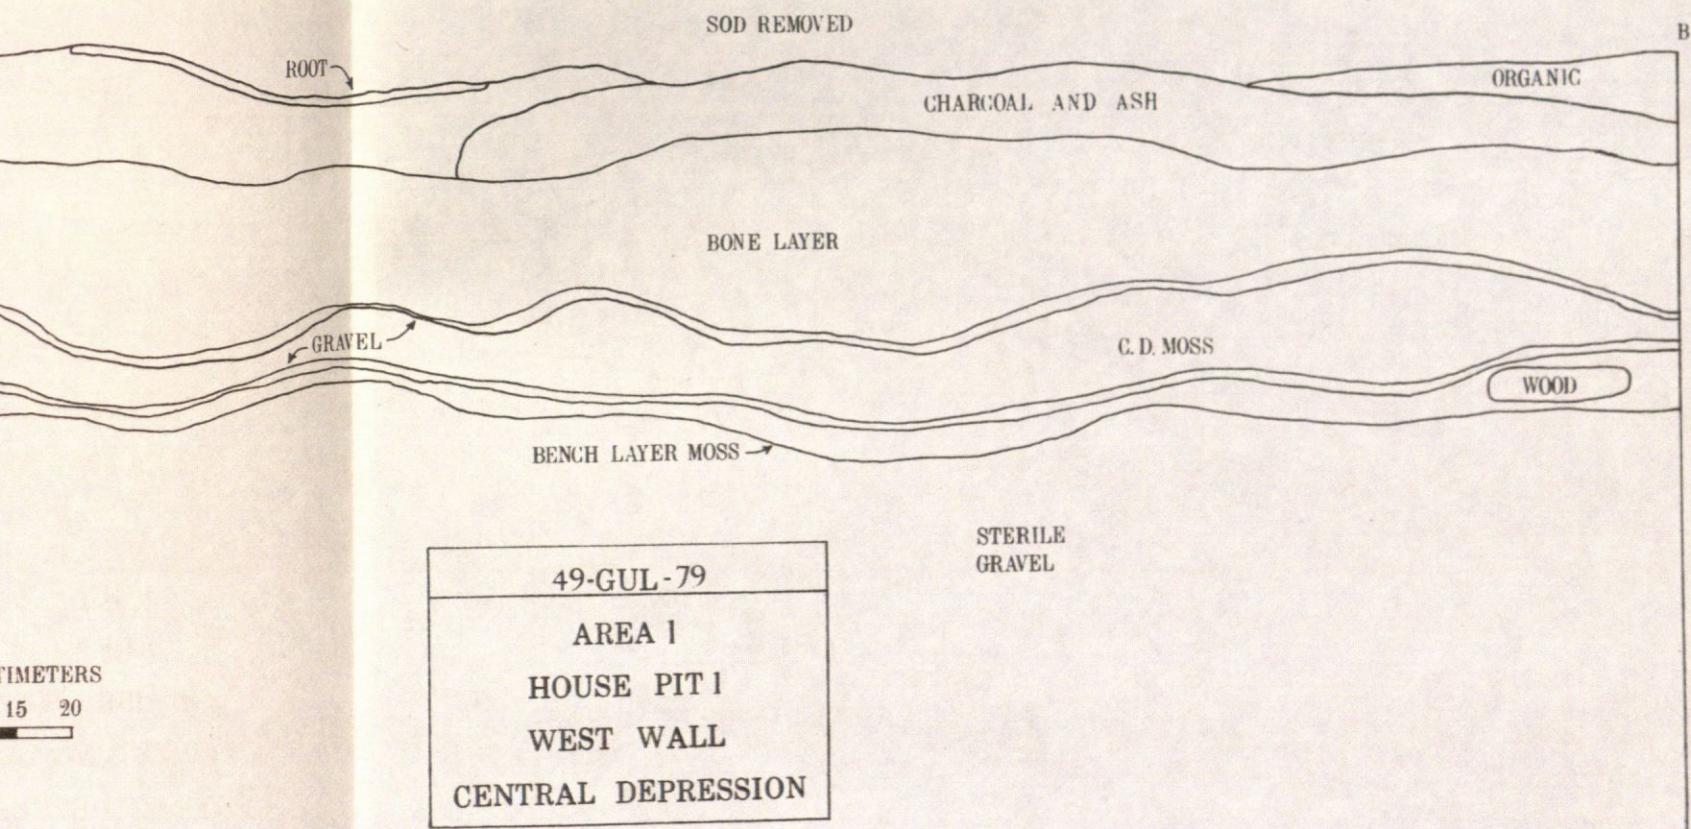 SOD REMOVED
B
ROOT
ORGANIC
CHARCOAL AND ASH
BONE LAYER
GRAVEL
C.D. MOSS
WOOD
BENCH LAYER MOSS
STERILE
GRAVEL
49-GUL-79
AREA 1
HOUSE PIT 1
WEST WALL
CENTRAL DEPRESSION
TIMETERS
15 20